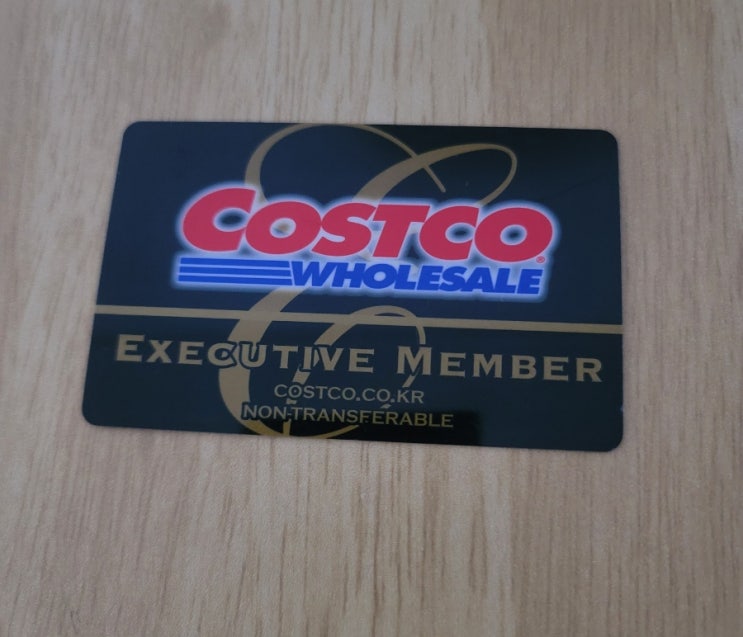 COSTCO®
WHOLESALE
EXECUTIVE MEMBER
COSTCO.CO.KR
NON-TRANSFERABLE